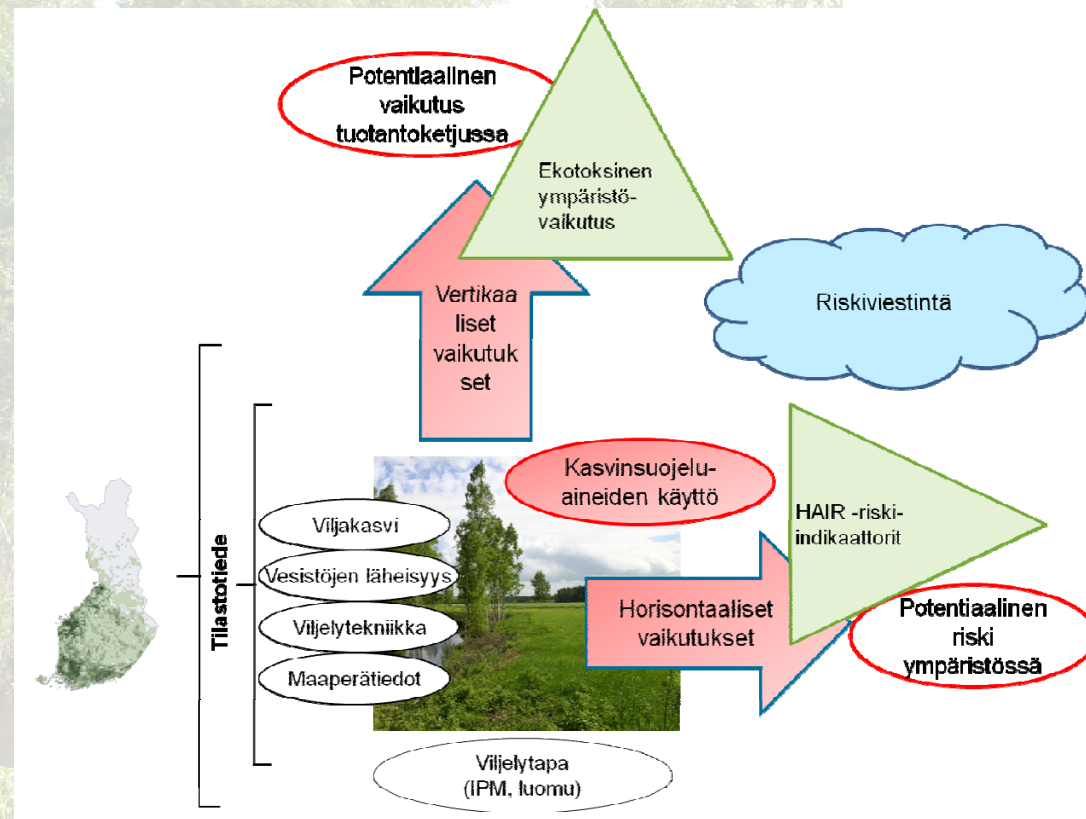 Potentiaalinen
vaikutus
tuotantoketjussa
Ekotoksinen
ympäristö-
vaikutus
Vertikaa
liset
vaikutuk
set
Riskiviestintä
Kasvinsuojelu-
aineiden käyttö
HAIR -riski-
indikaattorit
Tilastotiede
Viljakasvi
Vesistöjen läheisyys
Viljelytekniikka
Maaperätiedot
Horisontaaliset
vaikutukset
Potentiaalinen
riski
ympäristössä
Viljelytapa
(IPM, luomu)